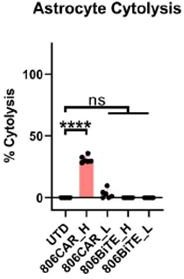 Astrocyte Cytolysis
% Cytolysis
100
50
0
ns
****
UTD
806CAR_H
806CAR_L
806BiTE_H
806BiTE_L